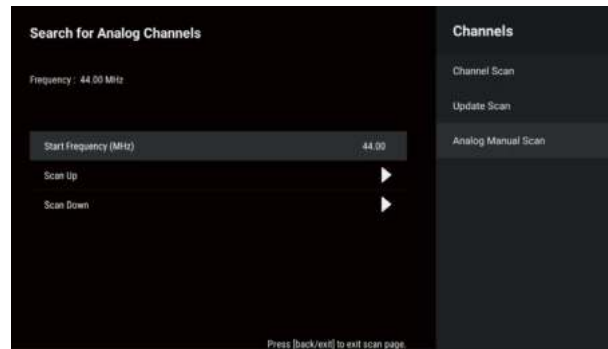 Search for Analog Channels
Frequency : 44.00 MHz
Start Frequency (MHz) 44.00
Scan Up
Scan Down
Press [back/exit] to exit scan page.
Channels
Channel Scan
Update Scan
Analog Manual Scan